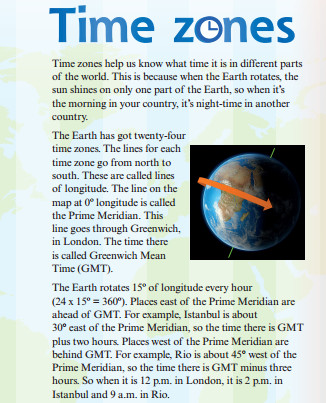 Time zones
Time zones help us know what time it is in different parts
of the world. This is because when the Earth rotates, the
sun shines on only one part of the Earth, so when it's
the morning in your country, it's night-time in another
country.
The Earth has got twenty-four
time zones. The lines for each
time zone go from north to
south. These are called lines
of longitude. The line on the
map at 0º longitude is called
the Prime Meridian. This
line goes through Greenwich,
in London. The time there
is called Greenwich Mean
Time (GMT).
The Earth rotates 15º of longitude every hour
(24 x 15º = 360º). Places east of the Prime Meridian are
ahead of GMT. For example, Istanbul is about
30º east of the Prime Meridian, so the time there is GMT
plus two hours. Places west of the Prime Meridian are
behind GMT. For example, Rio is about 45º west of the
Prime Meridian, so the time there is GMT minus three
hours. So when it is 12 p.m. in London, it is 2 p.m. in
Istanbul and 9 a.m. in Rio.